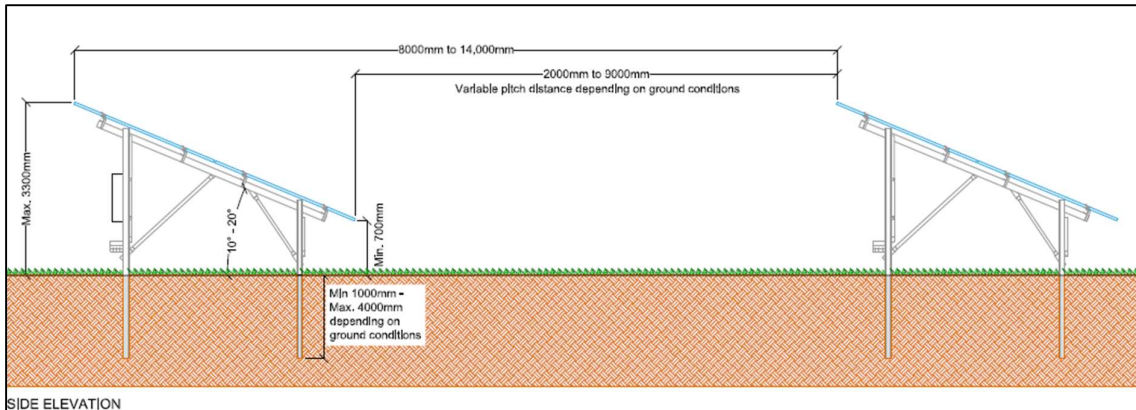 8000mm to 14,000mm
2000mm to 9000mm
Variable pitch distance depending on ground conditions
Max. 3300mm
10° - 20°
Min. 700mm
Min 1000mm -
Max. 4000mm
depending on
ground conditions
SIDE ELEVATION